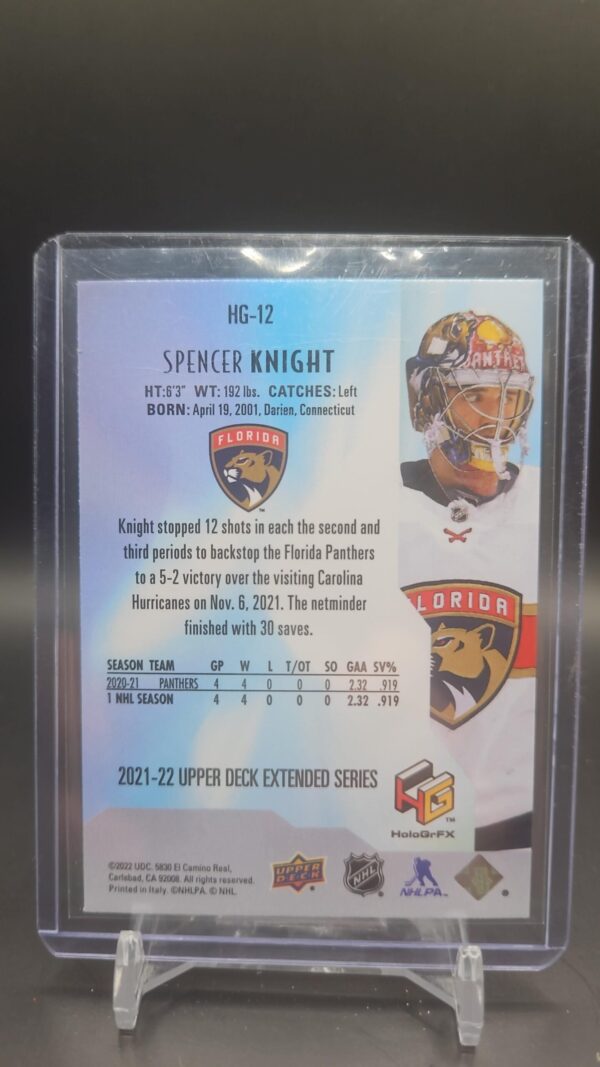 HG-12
SPENCER KNIGHT
HT:6'3" WT: 192 lbs. CATCHES: Left
BORN: April 19, 2001, Darien, Connecticut
FLORIDA
Knight stopped 12 shots in each the second and
third periods to backstop the Florida Panthers
to a 5-2 victory over the visiting Carolina
Hurricanes on Nov. 6, 2021. The netminder
finished with 30 saves.
LORIDA
SEASON TEAM GP W L T/OT SO GAA SV%
2020-21 PANTHERS 4 4 0 0 0 2.32 .919
1 NHL SEASON 4 4 0 0 0 2.32 .919
2021-22 UPPER DECK EXTENDED SERIES
HG TM
HoloGrFX
©2022 UDC. 5830 El Camino Real,
Carlsbad, CA 92008. All rights reserved.
Printed in Italy. ©NHLPA. © NHL.
UPPER
DECK
NHL
NHLPA